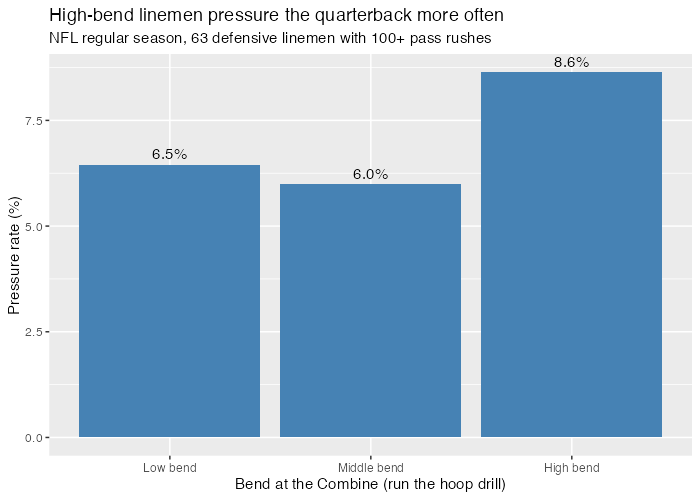 High-bend linemen pressure the quarterback more often
NFL regular season, 63 defensive linemen with 100+ pass rushes
8.6%
7.5
6.5%
6.0%
5.0
2.5
0.0
Pressure rate (%)
Low bend
Middle bend
High bend
Bend at the Combine (run the hoop drill)